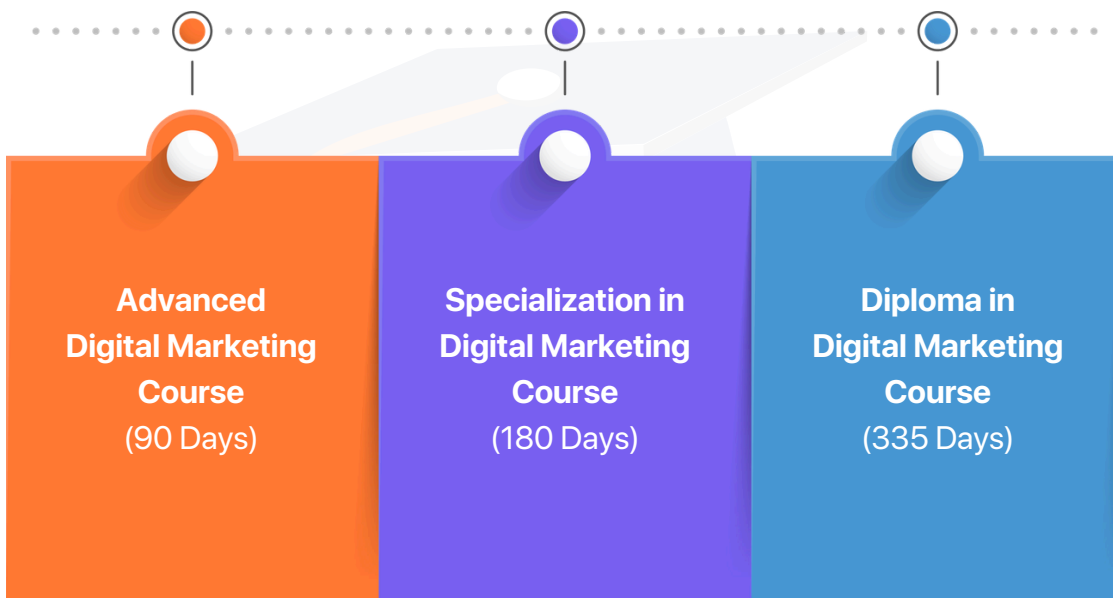 Advanced
Digital Marketing
Course
(90 Days)
Specialization in
Digital Marketing
Course
(180 Days)
Diploma in
Digital Marketing
Course
(335 Days)